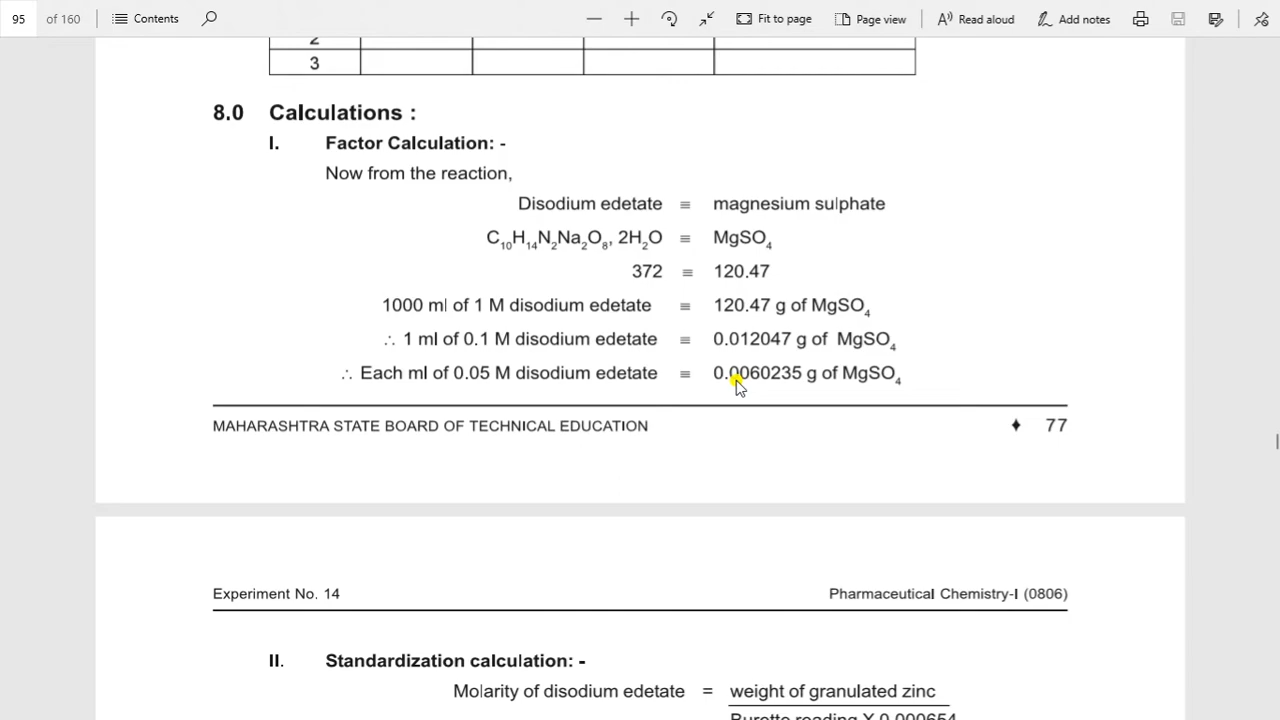 95 of 160 Contents Fit to page Page view Read aloud Add notes
2
3
8.0 Calculations :
I. Factor Calculation: -
Now from the reaction,
Disodium edetate ≡ magnesium sulphate
C₁₀H₁₄N₂Na₂O₈, 2H₂O ≡ MgSO₄
372 ≡ 120.47
1000 ml of 1 M disodium edetate ≡ 120.47 g of MgSO₄
∴ 1 ml of 0.1 M disodium edetate ≡ 0.012047 g of MgSO₄
∴ Each ml of 0.05 M disodium edetate ≡ 0.0060235 g of MgSO₄
MAHARASHTRA STATE BOARD OF TECHNICAL EDUCATION ♦ 77
Experiment No. 14 Pharmaceutical Chemistry-I (0806)
II. Standardization calculation: -
Molarity of disodium edetate = weight of granulated zinc
Burette reading X 0.000654